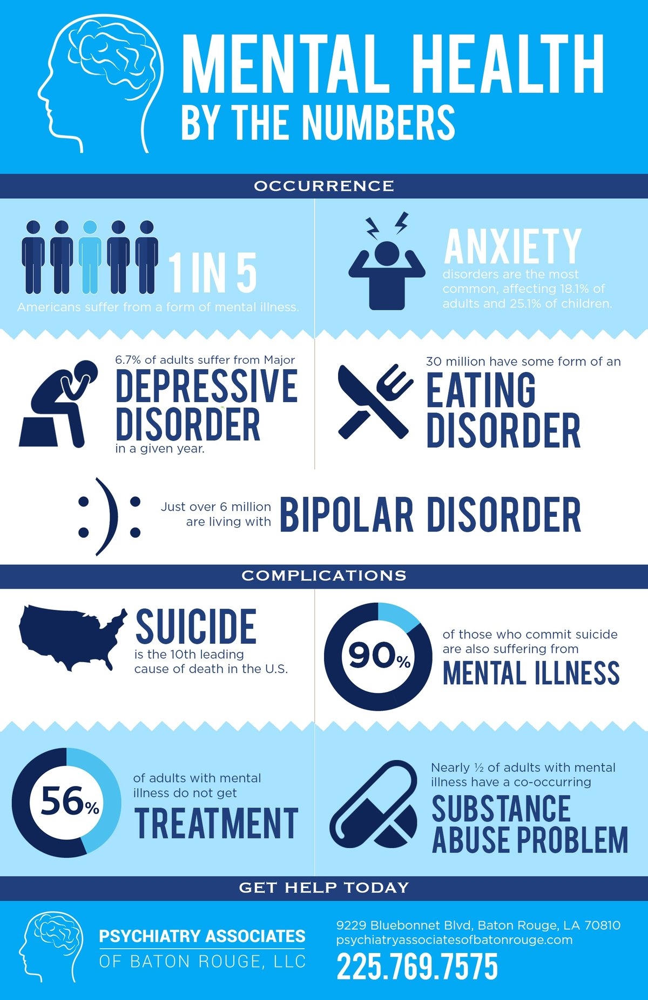 MENTAL HEALTH
BY THE NUMBERS
OCCURRENCE
1 IN 5
Americans suffer from a form of mental illness.
ANXIETY
disorders are the most
common, affecting 18.1% of
adults and 25.1% of children.
6.7% of adults suffer from Major
DEPRESSIVE
DISORDER
in a given year.
30 million have some form of an
EATING
DISORDER
:):
Just over 6 million
are living with
BIPOLAR DISORDER
COMPLICATIONS
SUICIDE
is the 10th leading
cause of death in the U.S.
90%
of those who commit suicide
are also suffering from
MENTAL ILLNESS
56%
of adults with mental
illness do not get
TREATMENT
Nearly ½ of adults with mental
illness have a co-occurring
SUBSTANCE
ABUSE PROBLEM
GET HELP TODAY
PSYCHIATRY ASSOCIATES
OF BATON ROUGE, LLC
9229 Bluebonnet Blvd, Baton Rouge, LA 70810
psychiatryassociatesofbatonrouge.com
225.769.7575